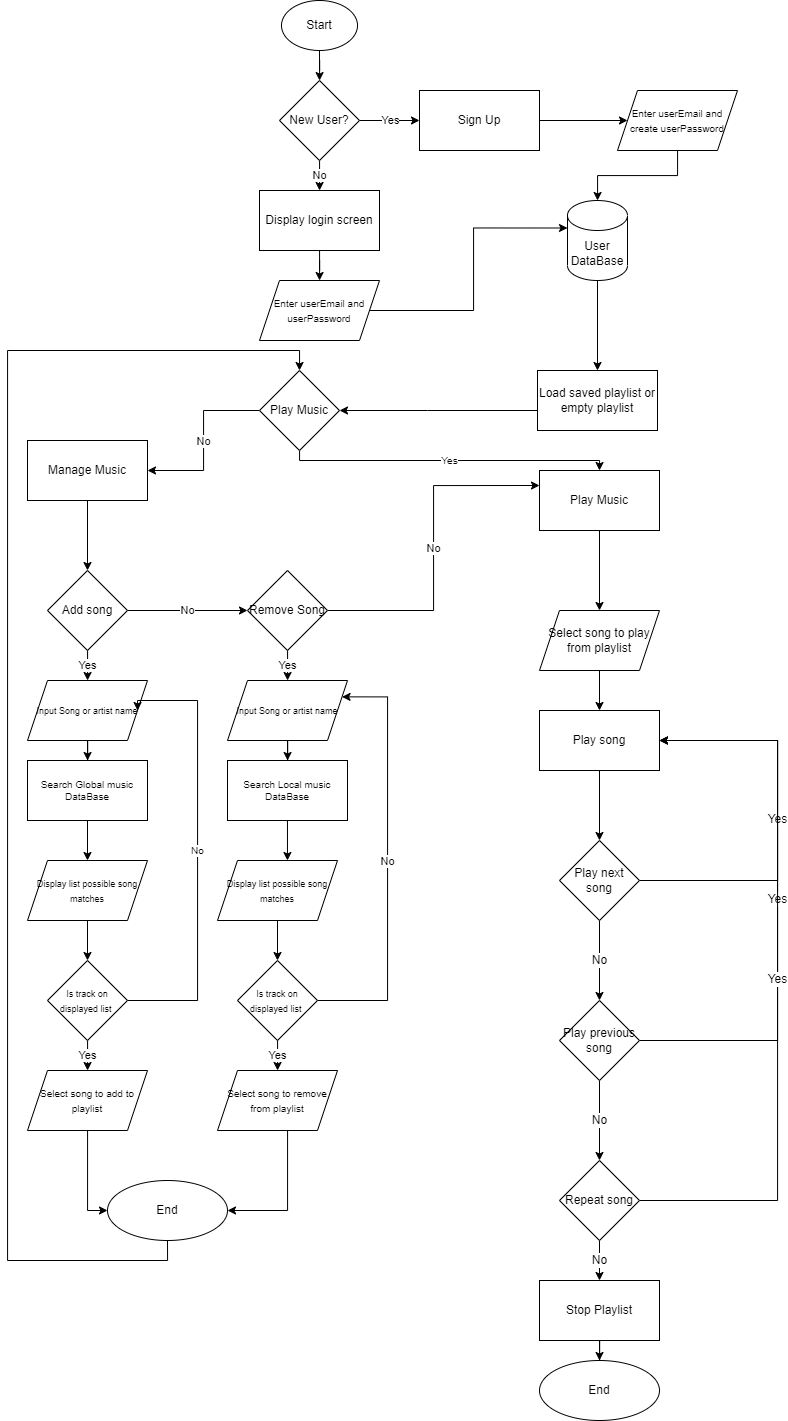 Start
New User?
Yes
Sign Up
Enter userEmail and
create userPassword
No
Display login screen
User
DataBase
Enter userEmail and
userPassword
Load saved playlist or
empty playlist
Play Music
No
Manage Music
Yes
Play Music
No
Add song
No
Remove Song
Select song to play
from playlist
Yes
Yes
Input Song or artist name
Input Song or artist name
Play song
Search Global music
DataBase
Search Local music
DataBase
Yes
No
No
Play next
song
Display list possible song
matches
Display list possible song
matches
Yes
No
Yes
Is track on
displayed list
Is track on
displayed list
Play previous
song
Yes
Yes
Select song to add to
playlist
Select song to remove
from playlist
No
End
Repeat song
No
Stop Playlist
End